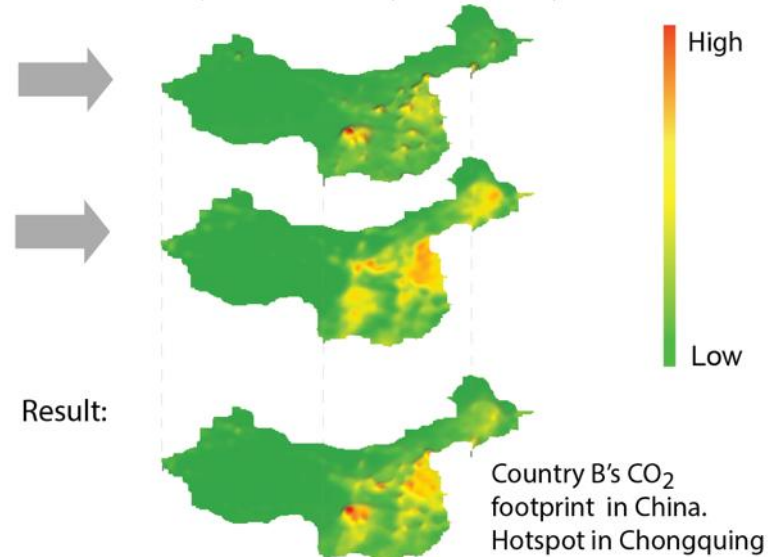 High
Low
Result:
Country B's CO₂
footprint in China.
Hotspot in Chongquing